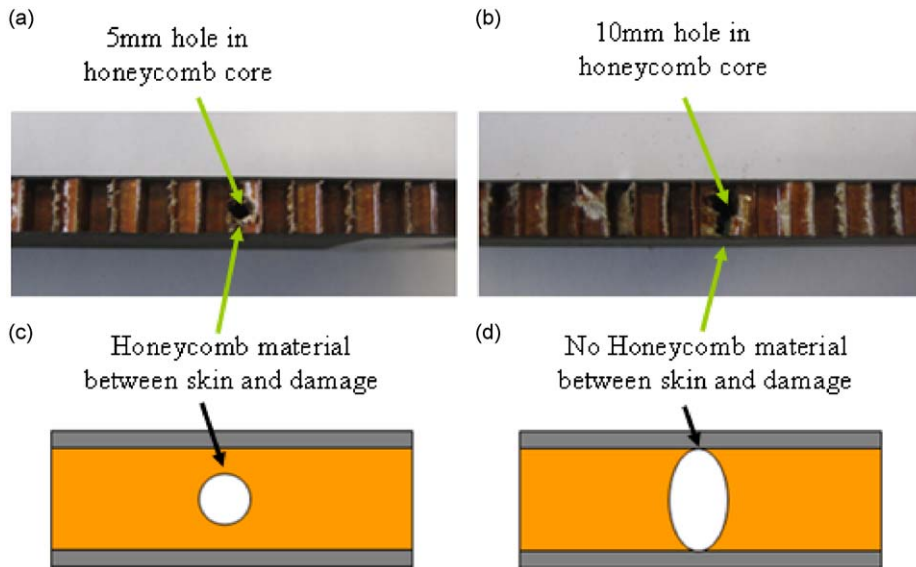 (a)
5mm hole in
honeycomb core
(b)
10mm hole in
honeycomb core
(c)
Honeycomb material
between skin and damage
(d)
No Honeycomb material
between skin and damage